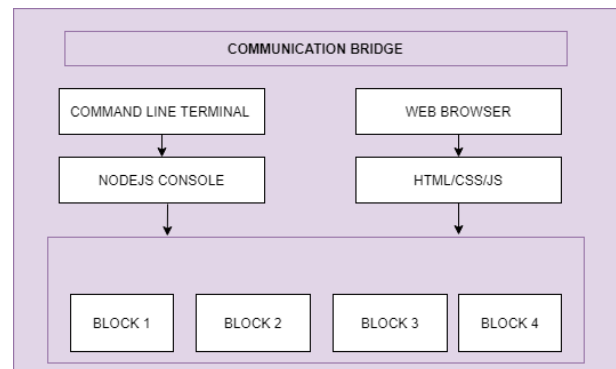 COMMUNICATION BRIDGE
COMMAND LINE TERMINAL
WEB BROWSER
NODEJS CONSOLE
HTML/CSS/JS
BLOCK 1
BLOCK 2
BLOCK 3
BLOCK 4